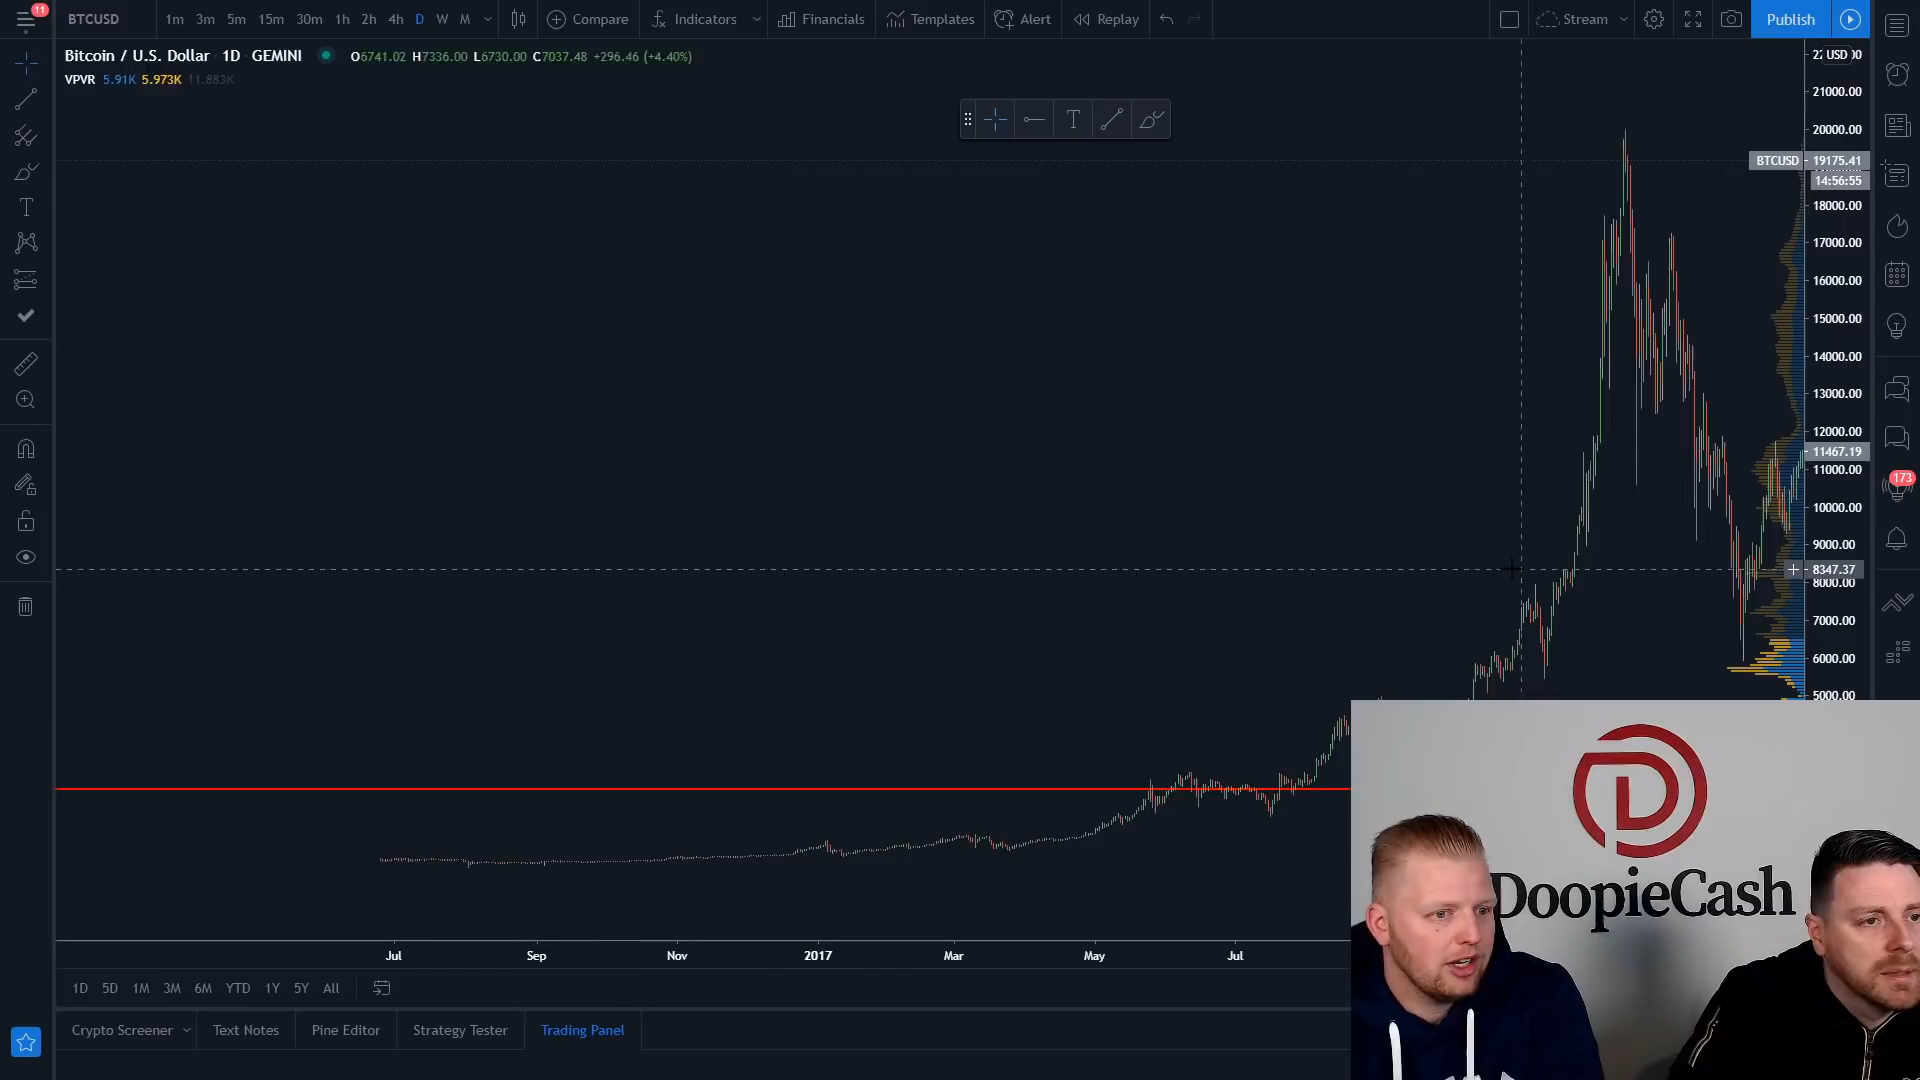 11
BTCUSD 1m 3m 5m 15m 30m 1h 2h 4h D W M Compare Indicators Financials Templates Alert Replay Stream Publish
Bitcoin / U.S. Dollar 1D GEMINI O6741.02 H7336.00 L6730.00 C7037.48 +296.46 (+4.40%)
VPVR 5.91K 5.973K 11.883K
USD
21000.00
20000.00
BTCUSD 19175.41
14:56:55
18000.00
17000.00
16000.00
15000.00
14000.00
13000.00
12000.00
11467.19
11000.00
173
10000.00
9000.00
8347.37
8000.00
7000.00
6000.00
5000.00
D
DoopieCash
Jul Sep Nov 2017 Mar May Jul
1D 5D 1M 3M 6M YTD 1Y 5Y All
Crypto Screener Text Notes Pine Editor Strategy Tester Trading Panel